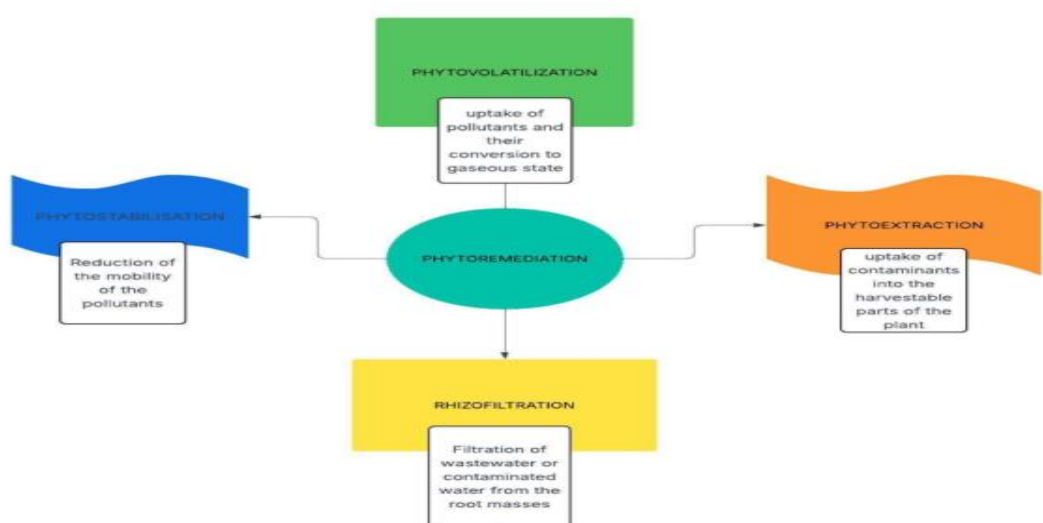 PHYTOVOLATILIZATION
uptake of
pollutants and
their
conversion to
gaseous state
PHYTOSTABILISATION
Reduction of
the mobility
of the
pollutants
PHYTOREMEDIATION
PHYTOEXTRACTION
uptake of
contaminants
into the
harvestable
parts of the
plant
RHIZOFILTRATION
Filtration of
wastewater or
contaminated
water from the
root masses